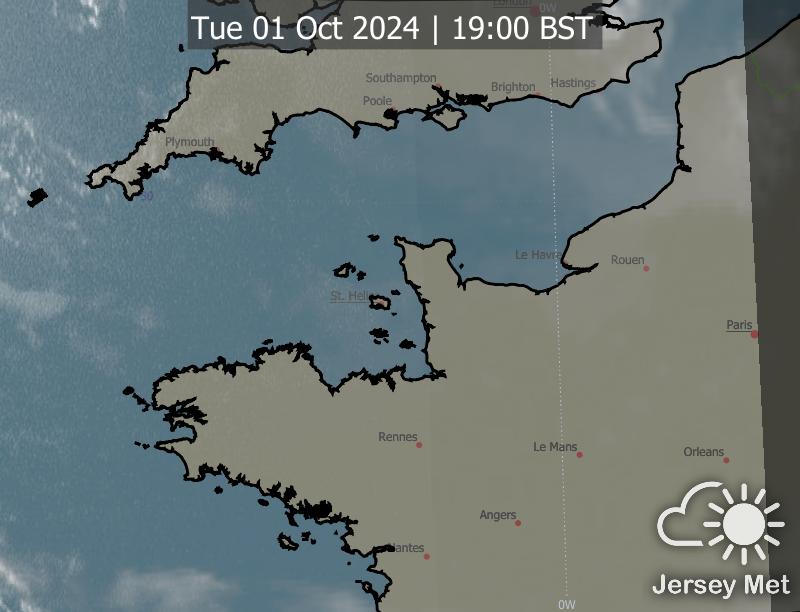 London
0W
Tue 01 Oct 2024 | 19:00 BST
Southampton
Brighton
Hastings
Poole
Plymouth
50
Le Havre
Rouen
St. Helier
Paris
Rennes
Le Mans
Orleans
Angers
Nantes
0W
Jersey Met